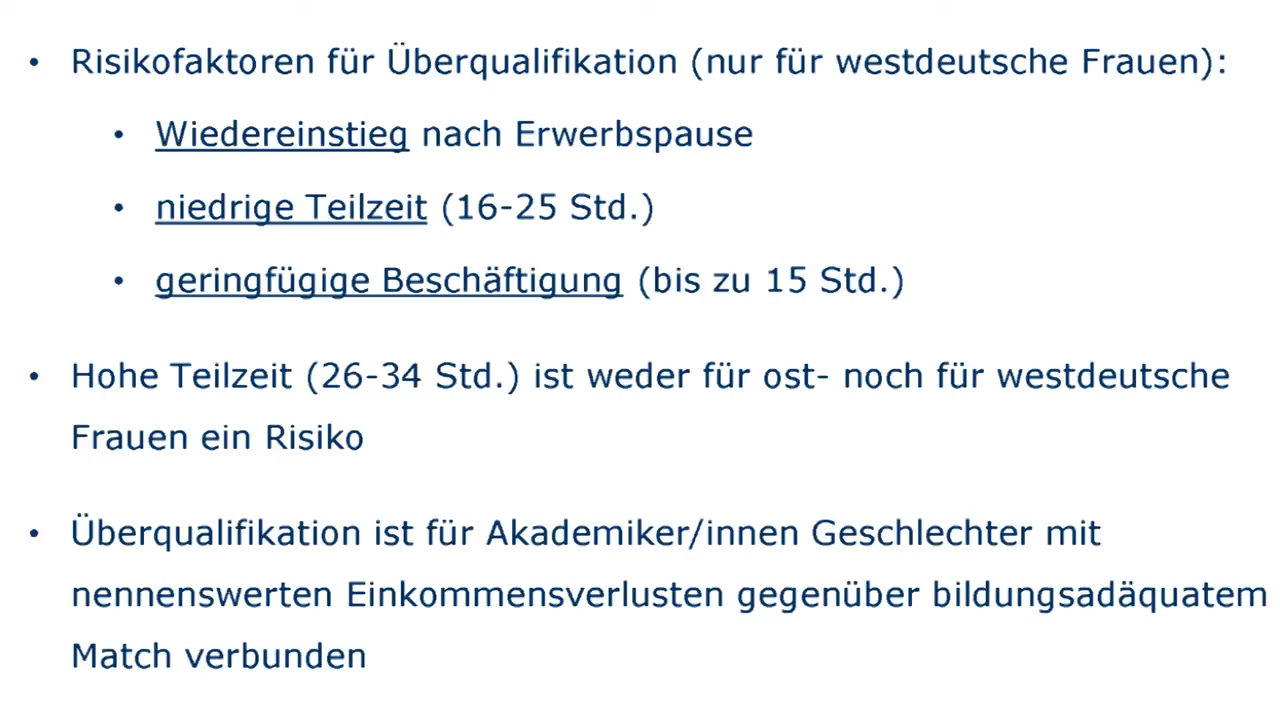 • Risikofaktoren für Überqualifikation (nur für westdeutsche Frauen):
• Wiedereinstieg nach Erwerbspause
• niedrige Teilzeit (16-25 Std.)
• geringfügige Beschäftigung (bis zu 15 Std.)
• Hohe Teilzeit (26-34 Std.) ist weder für ost- noch für westdeutsche
Frauen ein Risiko
• Überqualifikation ist für Akademiker/innen Geschlechter mit
nennenswerten Einkommensverlusten gegenüber bildungsadäquatem
Match verbunden